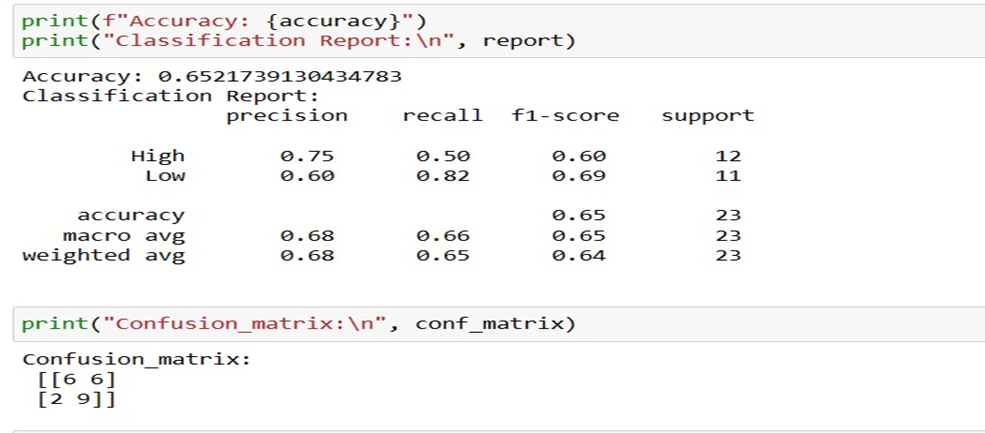 print(f"Accuracy: {accuracy}")
print("Classification Report:\n", report)
Accuracy: 0.6521739130434783
Classification Report:
precision recall f1-score support
High 0.75 0.50 0.60 12
Low 0.60 0.82 0.69 11
accuracy 0.65 23
macro avg 0.68 0.66 0.65 23
weighted avg 0.68 0.65 0.64 23
print("Confusion_matrix:\n", conf_matrix)
Confusion_matrix:
[[6 6]
[2 9]]